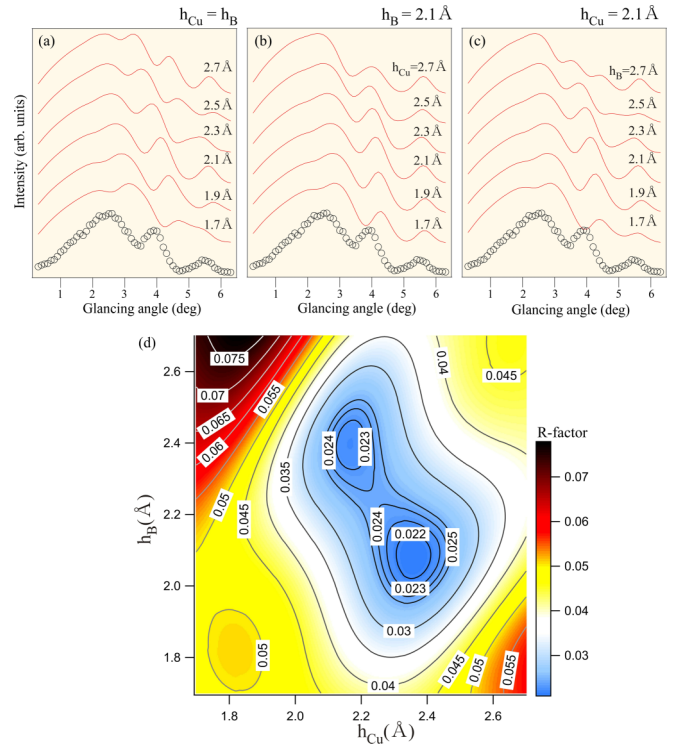 h_Cu = h_B
h_B = 2.1 Å
h_Cu = 2.1 Å
(a)
2.7 Å
2.5 Å
2.3 Å
2.1 Å
1.9 Å
1.7 Å
(b)
h_Cu=2.7 Å
2.5 Å
2.3 Å
2.1 Å
1.9 Å
1.7 Å
(c)
h_B=2.7 Å
2.5 Å
2.3 Å
2.1 Å
1.9 Å
1.7 Å
Intensity (arb. units)
1 2 3 4 5 6
1 2 3 4 5 6
1 2 3 4 5 6
Glancing angle (deg)
Glancing angle (deg)
Glancing angle (deg)
(d)
0.075
0.07
0.065
0.06
0.055
0.05
0.045
0.035
0.04
0.045
0.024
0.023
0.024
0.022
0.025
0.023
0.03
0.05
0.04
0.045
0.05
0.055
2.6
2.4
2.2
2.0
1.8
h_B(Å)
1.8 2.0 2.2 2.4 2.6
h_Cu(Å)
R-factor
0.07
0.06
0.05
0.04
0.03